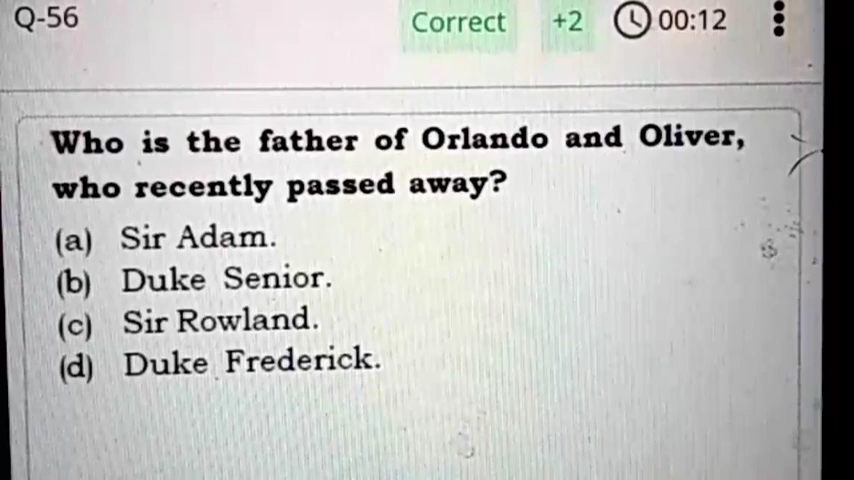 Q-56 Correct +2 00:12
Who is the father of Orlando and Oliver,
who recently passed away?
(a) Sir Adam.
(b) Duke Senior.
(c) Sir Rowland.
(d) Duke Frederick.